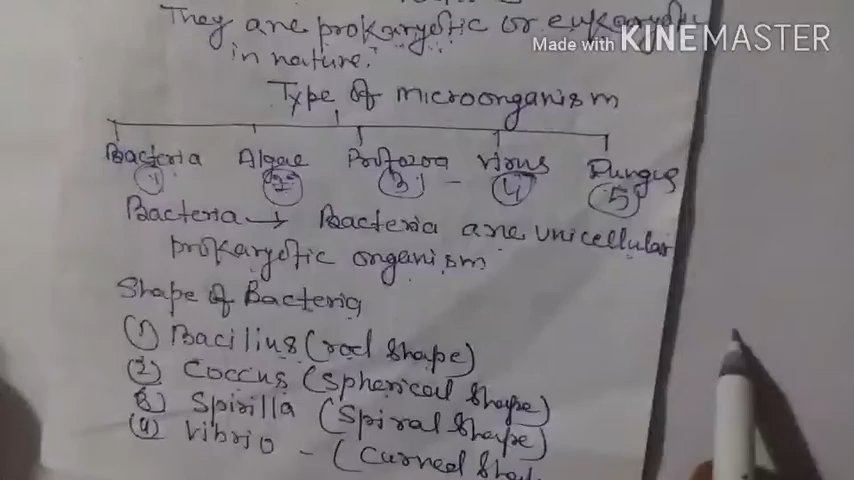 They are prokaryotic or eukaryotic
Made with KINEMASTER
in nature.
Type of microorganism
Bacteria Algae Protozoa virus Fungus
1 2 3 4 5
Bacteria → Bacteria are unicellular
prokaryotic organism
Shape of Bacteria
(1) Bacilius (rod shape)
(2) Coccus (Spherical shape)
(3) Spirilla (Spiral shape)
(4) Vibrio - (Curned Sha